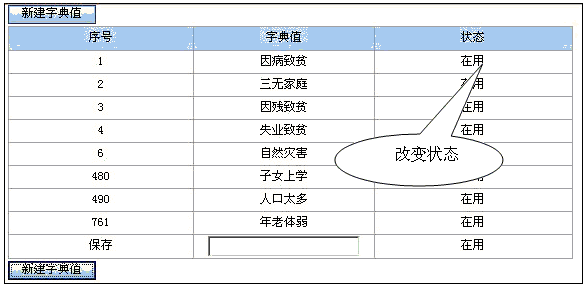 新建字典值
序号 字典值 状态
1 因病致贫 在用
2 三无家庭 在用
3 因残致贫 在用
4 失业致贫 在用
6 自然灾害
改变状态
480 子女上学 在用
490 人口太多 在用
761 年老体弱 在用
保存 在用
新建字典值